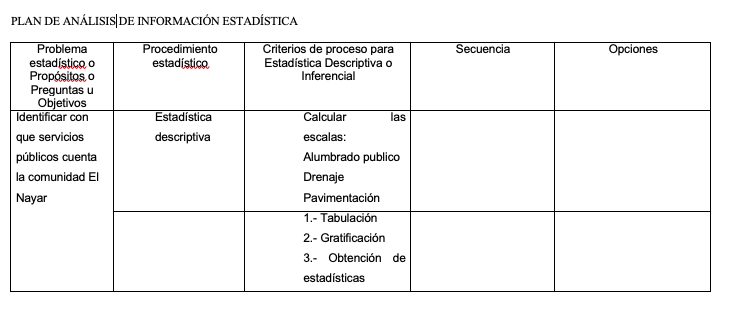 PLAN DE ANÁLISIS DE INFORMACIÓN ESTADÍSTICA
Problema
estadístico o
Propósitos o
Preguntas u
Objetivos
Procedimiento
estadístico
Criterios de proceso para
Estadística Descriptiva o
Inferencial
Secuencia
Opciones
Identificar con
que servicios
públicos cuenta
la comunidad El
Nayar
Estadística
descriptiva
Calcular las
escalas:
Alumbrado publico
Drenaje
Pavimentación
1.- Tabulación
2.- Gratificación
3.- Obtención de
estadísticas